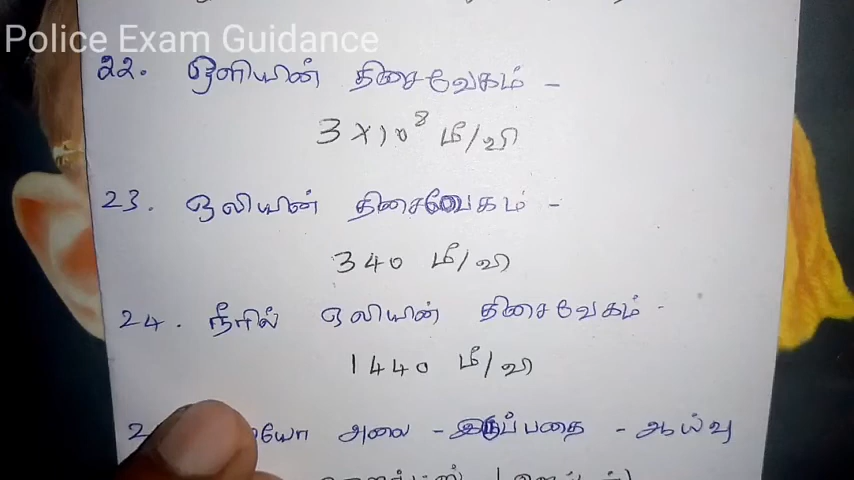 Police Exam Guidance
22. ஒளியின் திசைவேகம் -
3 x 10⁸ மீ/வி
23. ஒலியின் திசைவேகம் -
340 மீ/வி
24. நீரில் ஒலியின் திசைவேகம் -
1440 மீ/வி
அலை - இருப்பதை - ஆய்வு